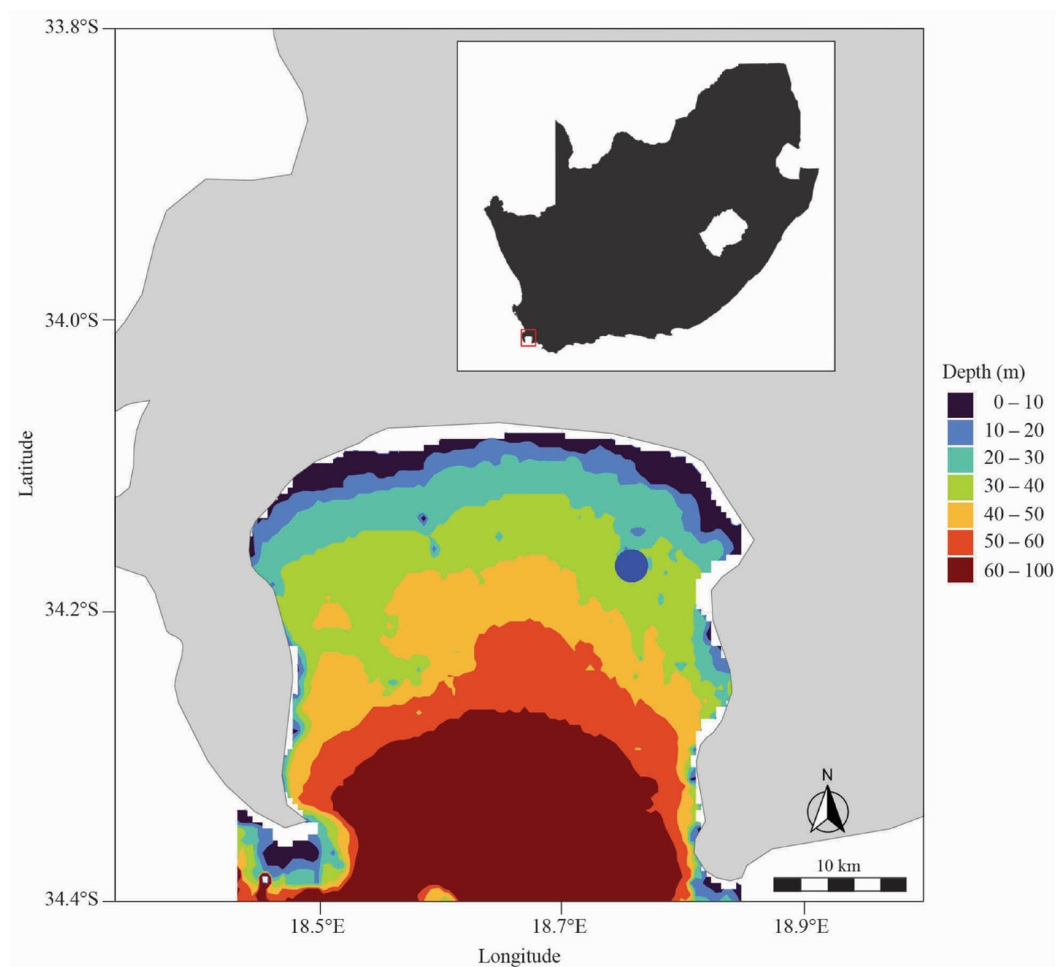 33.8°S
34.0°S
34.2°S
34.4°S
Latitude
18.5°E
18.7°E
18.9°E
Longitude
N
10 km
Depth (m)
0 – 10
10 – 20
20 – 30
30 – 40
40 – 50
50 – 60
60 – 100